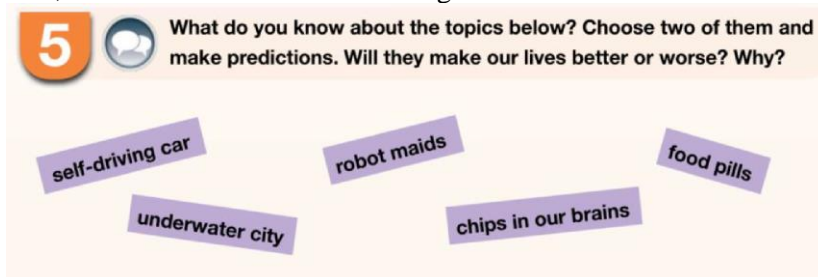 5
What do you know about the topics below? Choose two of them and
make predictions. Will they make our lives better or worse? Why?
self-driving car
robot maids
food pills
underwater city
chips in our brains